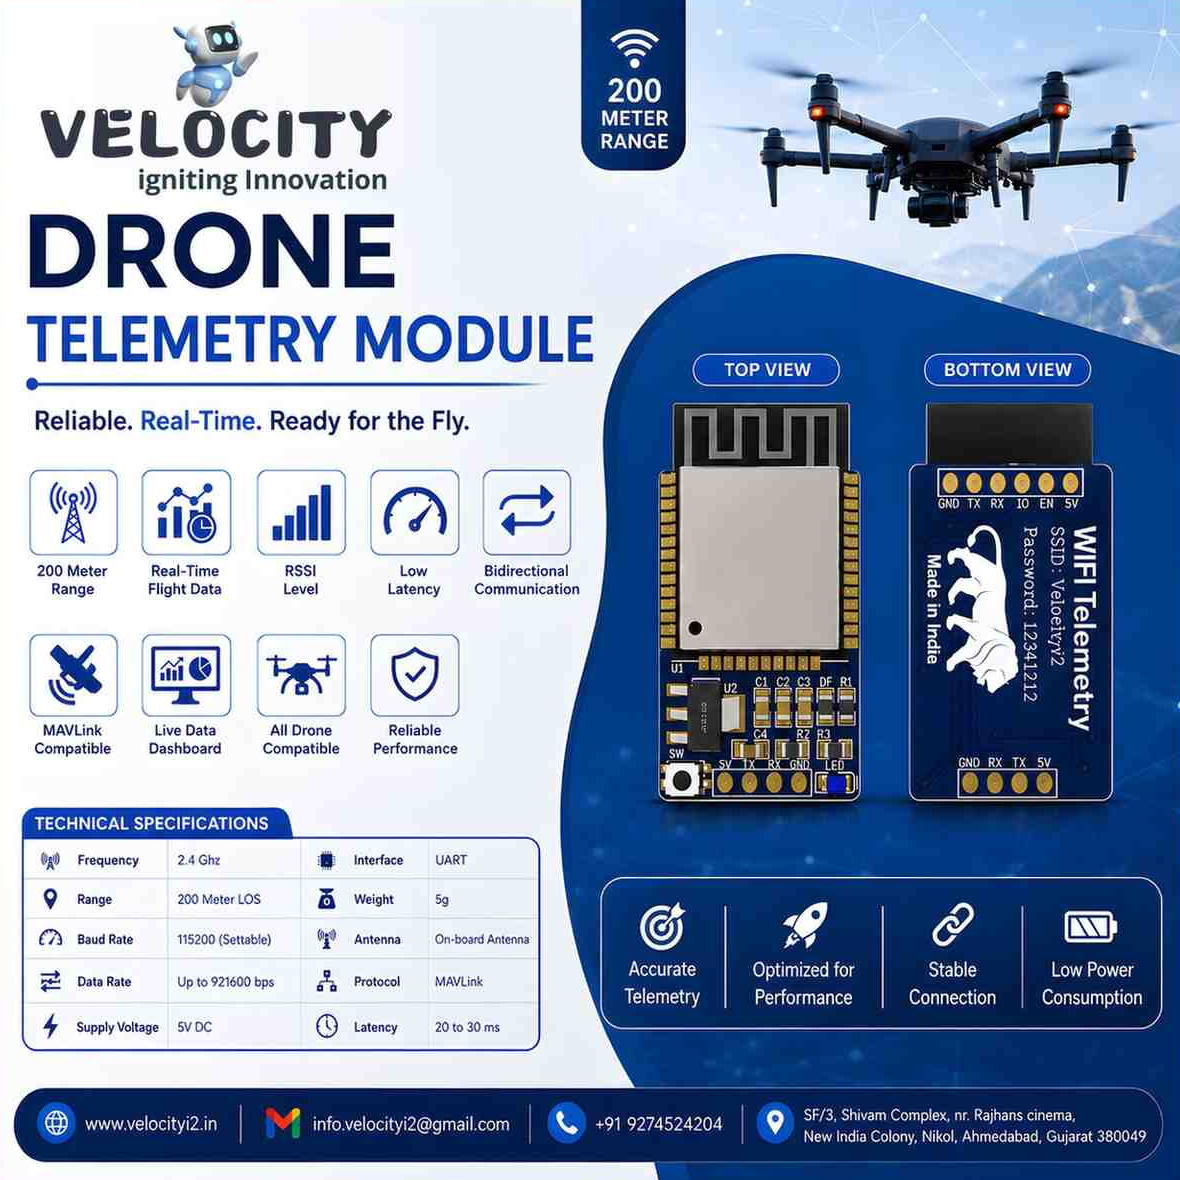 VELOCITY
igniting Innovation
DRONE
TELEMETRY MODULE
Reliable. Real-Time. Ready for the Fly.
200
METER
RANGE
200 Meter
Range
Real-Time
Flight Data
RSSI
Level
Low
Latency
Bidirectional
Communication
MAVLink
Compatible
Live Data
Dashboard
All Drone
Compatible
Reliable
Performance
TOP VIEW
U1
U2
C1 C2 C3 DF R1
C4 R2 R3
SW
5V TX RX GND LED
BOTTOM VIEW
GND TX RX IO EN 5V
WIFI Telemetry
Password: 12341212
Made in Indie
GND RX TX 5V
TECHNICAL SPECIFICATIONS
Frequency 2.4 Ghz Interface UART
Range 200 Meter LOS Weight 5g
Baud Rate 115200 (Settable) Antenna On-board Antenna
Data Rate Up to 921600 bps Protocol MAVLink
Supply Voltage 5V DC Latency 20 to 30 ms
Accurate
Telemetry
Optimized for
Performance
Stable
Connection
Low Power
Consumption
www.velocityi2.in
info.velocityi2@gmail.com
+91 9274524204
SF/3, Shivam Complex, nr. Rajhans cinema,
New India Colony, Nikol, Ahmedabad, Gujarat 380049